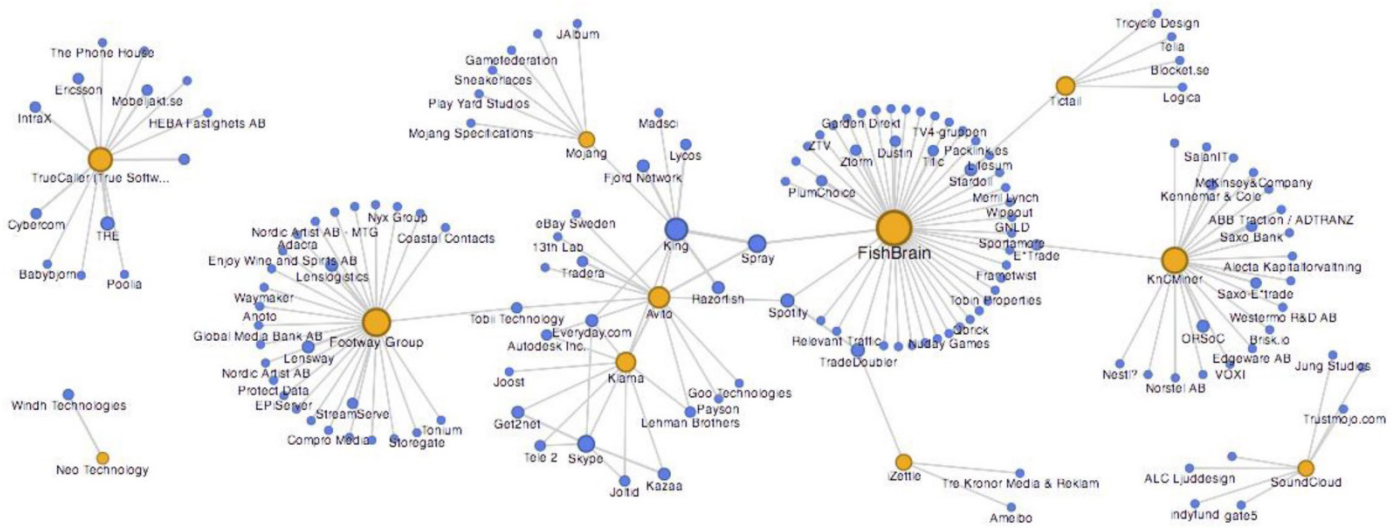 The Phone House
Ericsson
Mobeljakt.se
IntraX
HEBA Fastighets AB
TrueCaller (True Softw...
Cybercom
TRE
Babybjorn
Poolia
JAlbum
Gamefederation
Sneakerlaces
Play Yard Studios
Mojang Specifications
Mojang
Madsci
Lycos
Fjord Network
King
Spray
Razorfish
Nyx Group
Nordic Artist AB - MTG
Coastal Contacts
Adacra
Enjoy Wine and Spirits AB
Lenslogistics
Waymaker
Anoto
Global Media Bank AB
Footway Group
Lensway
Nordic Artist AB
Protect Data
EPiServer
StreamServe
Compro Media
Storegate
Tonium
eBay Sweden
13th Lab
Tradera
Avito
Tobii Technology
Everyday.com
Autodesk Inc.
Klarna
Joost
Goo Technologies
Payson
Lehman Brothers
Get2net
Tele 2
Skype
Joltid
Kazaa
Garden Direkt
TV4-gruppen
ZTV
Dustin
Packlink.es
Ztorm
Tific
Lifesum
Stardoll
PlumChoice
Merril Lynch
Wipeout
GNLD
FishBrain
Sportamore
E*Trade
Frametwist
Tobin Properties
Spotify
Qbrick
Relevant Traffic
Nuday Games
TradeDoubler
Tricycle Design
Telia
Blocket.se
Logica
Tictail
SalanIT
McKinsey&Company
Kennemar & Cole
ABB Traction / ADTRANZ
Saxo Bank
Alecta Kapitalforvaltning
KnCMiner
Saxo E*trade
Westermo R&D AB
ORSoC
Brisk.io
Edgeware AB
VOXI
Nestl?
Norstel AB
Jung Studios
Trustmojo.com
ALC Ljuddesign
SoundCloud
indyfund
gate5
Windh Technologies
Neo Technology
iZettle
Tre Kronor Media & Reklam
Ameibo